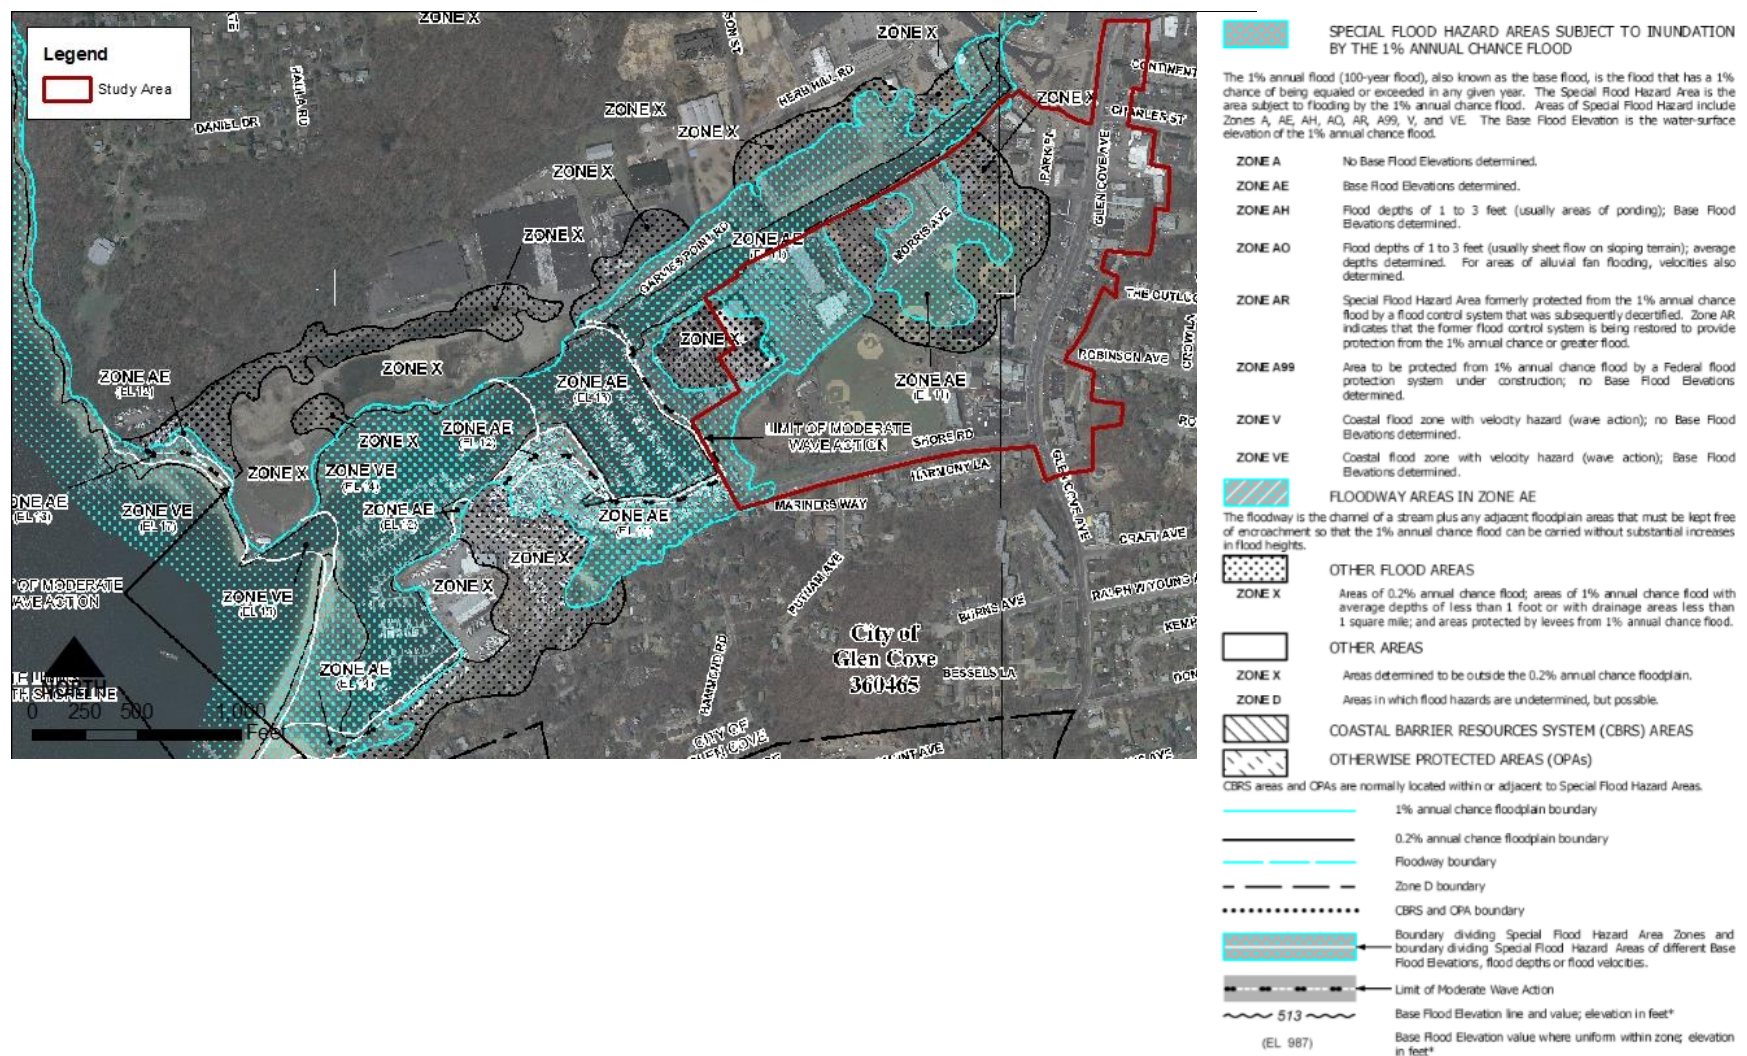 Legend
Study Area
ZONE X
ZONE X
HERB HILL RD
CONTINENT
ZONE X
ZONE X
ZONE X
CHARLES ST
DANIEL DR
PARK PL
GLEN COVE AVE
ZONE X
ZONE X
MORRIS AVE
GARVIES POINT RD
ZONE AE
ROBINSON AVE
ZONE X
ZONE X
ZONE AE
(EL 12)
ZONE AE
(EL 13)
ZONE AE
(EL 11)
ZONE AE
(EL 12)
LIMIT OF MODERATE
WAVE ACTION
SHORE RD
ZONE X
ZONE X
ZONE VE
(EL 14)
HARMONY LA
MARINERS WAY
GLEN COVE AVE
ZONE VE
(EL 17)
ZONE AE
ZONE AE
CRAFT AVE
ZONE X
ZONE X
PUTNAM AVE
OF MODERATE
WAVE ACTION
ZONE VE
BURNS AVE
RALPH W YOUNG A
KEMP
City of
Glen Cove
360465
ZONE AE
BESSELS LA
HAMMOND RD
NORTH
TH SHORELINE
0 250 500 1,000
Feet
CITY OF
GLEN COVE
SPECIAL FLOOD HAZARD AREAS SUBJECT TO INUNDATION
BY THE 1% ANNUAL CHANCE FLOOD
The 1% annual flood (100-year flood), also known as the base flood, is the flood that has a 1%
chance of being equaled or exceeded in any given year. The Special Flood Hazard Area is the
area subject to flooding by the 1% annual chance flood. Areas of Special Flood Hazard include
Zones A, AE, AH, AO, AR, A99, V, and VE. The Base Flood Elevation is the water-surface
elevation of the 1% annual chance flood.
ZONE A No Base Flood Elevations determined.
ZONE AE Base Flood Elevations determined.
ZONE AH Flood depths of 1 to 3 feet (usually areas of ponding); Base Flood
Elevations determined.
ZONE AO Flood depths of 1 to 3 feet (usually sheet flow on sloping terrain); average
depths determined. For areas of alluvial fan flooding, velocities also
determined.
ZONE AR Special Flood Hazard Area formerly protected from the 1% annual chance
flood by a flood control system that was subsequently decertified. Zone AR
indicates that the former flood control system is being restored to provide
protection from the 1% annual chance or greater flood.
ZONE A99 Area to be protected from 1% annual chance flood by a Federal flood
protection system under construction; no Base Flood Elevations
determined.
ZONE V Coastal flood zone with velocity hazard (wave action); no Base Flood
Elevations determined.
ZONE VE Coastal flood zone with velocity hazard (wave action); Base Flood
Elevations determined.
FLOODWAY AREAS IN ZONE AE
The floodway is the channel of a stream plus any adjacent floodplain areas that must be kept free
of encroachment so that the 1% annual chance flood can be carried without substantial increases
in flood heights.
OTHER FLOOD AREAS
ZONE X Areas of 0.2% annual chance flood; areas of 1% annual chance flood with
average depths of less than 1 foot or with drainage areas less than
1 square mile; and areas protected by levees from 1% annual chance flood.
OTHER AREAS
ZONE X Areas determined to be outside the 0.2% annual chance floodplain.
ZONE D Areas in which flood hazards are undetermined, but possible.
COASTAL BARRIER RESOURCES SYSTEM (CBRS) AREAS
OTHERWISE PROTECTED AREAS (OPAs)
CBRS areas and OPAs are normally located within or adjacent to Special Flood Hazard Areas.
1% annual chance floodplain boundary
0.2% annual chance floodplain boundary
Floodway boundary
Zone D boundary
CBRS and OPA boundary
Boundary dividing Special Flood Hazard Area Zones and
boundary dividing Special Flood Hazard Areas of different Base
Flood Elevations, flood depths or flood velocities.
Limit of Moderate Wave Action
513 Base Flood Elevation line and value; elevation in feet*
(EL 987) Base Flood Elevation value where uniform within zone; elevation
in feet*